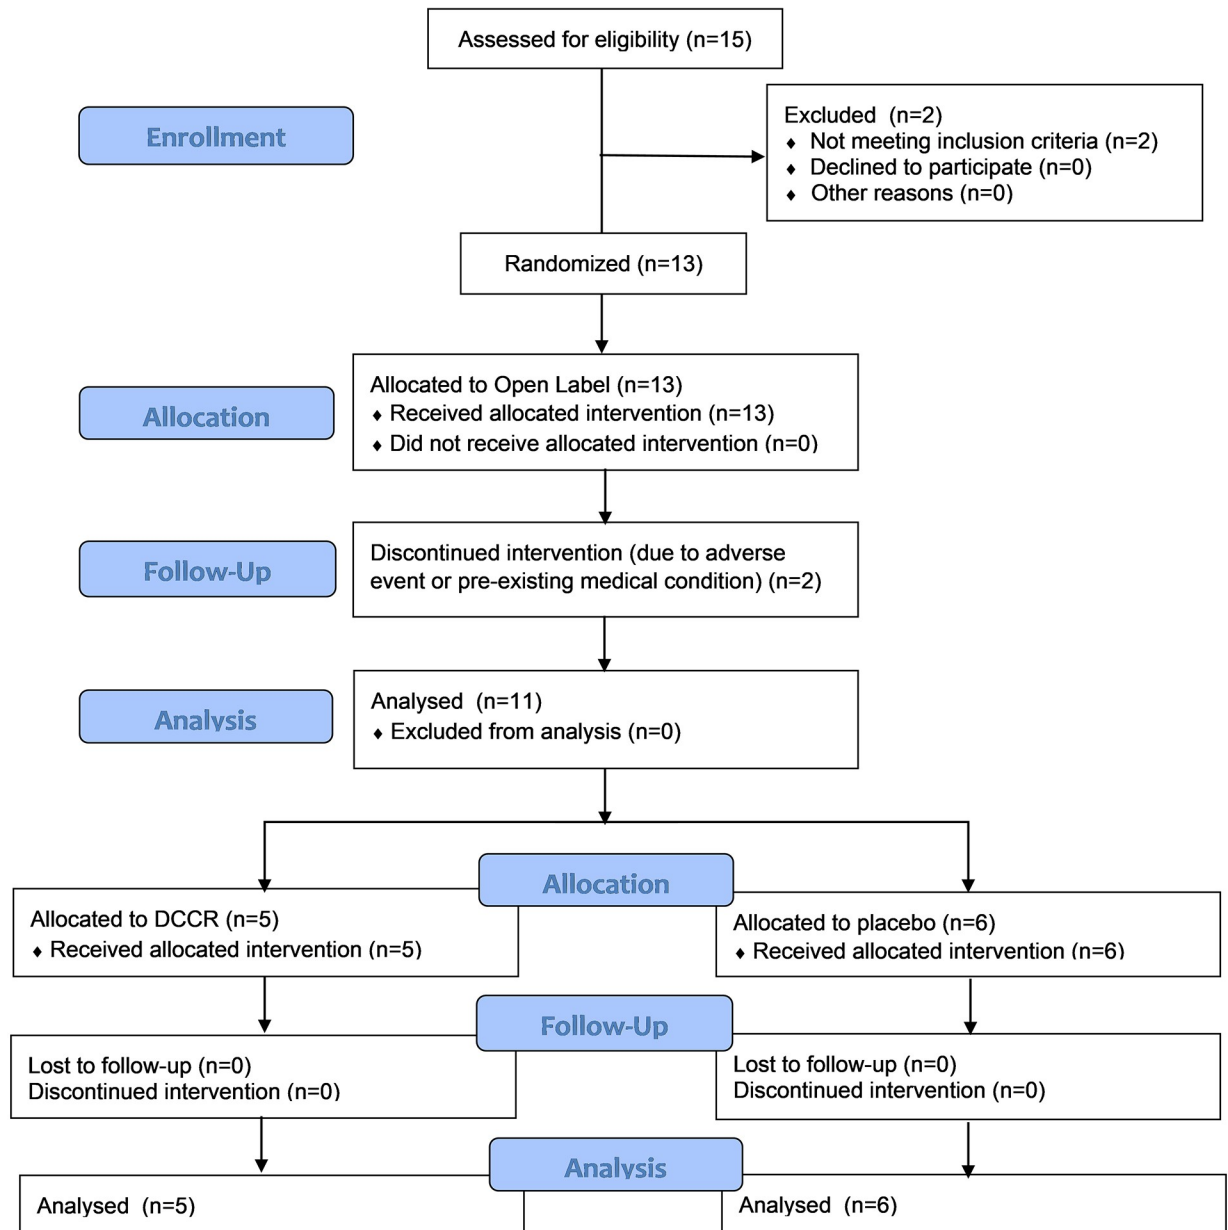 Assessed for eligibility (n=15)
Enrollment
Excluded (n=2)
♦ Not meeting inclusion criteria (n=2)
♦ Declined to participate (n=0)
♦ Other reasons (n=0)
Randomized (n=13)
Allocation
Allocated to Open Label (n=13)
♦ Received allocated intervention (n=13)
♦ Did not receive allocated intervention (n=0)
Follow-Up
Discontinued intervention (due to adverse
event or pre-existing medical condition) (n=2)
Analysis
Analysed (n=11)
♦ Excluded from analysis (n=0)
Allocation
Allocated to DCCR (n=5)
♦ Received allocated intervention (n=5)
Allocated to placebo (n=6)
♦ Received allocated intervention (n=6)
Follow-Up
Lost to follow-up (n=0)
Discontinued intervention (n=0)
Lost to follow-up (n=0)
Discontinued intervention (n=0)
Analysis
Analysed (n=5)
Analysed (n=6)